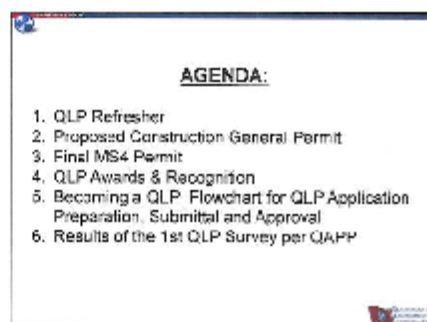 AGENDA:
1. QLP Refresher
2. Proposed Construction General Permit
3. Final MS4 Permit
4. QLP Awards & Recognition
5. Becoming a QLP Flowchart for QLP Application
Preparation, Submittal and Approval
6. Results of the 1st QLP Survey per QAPP